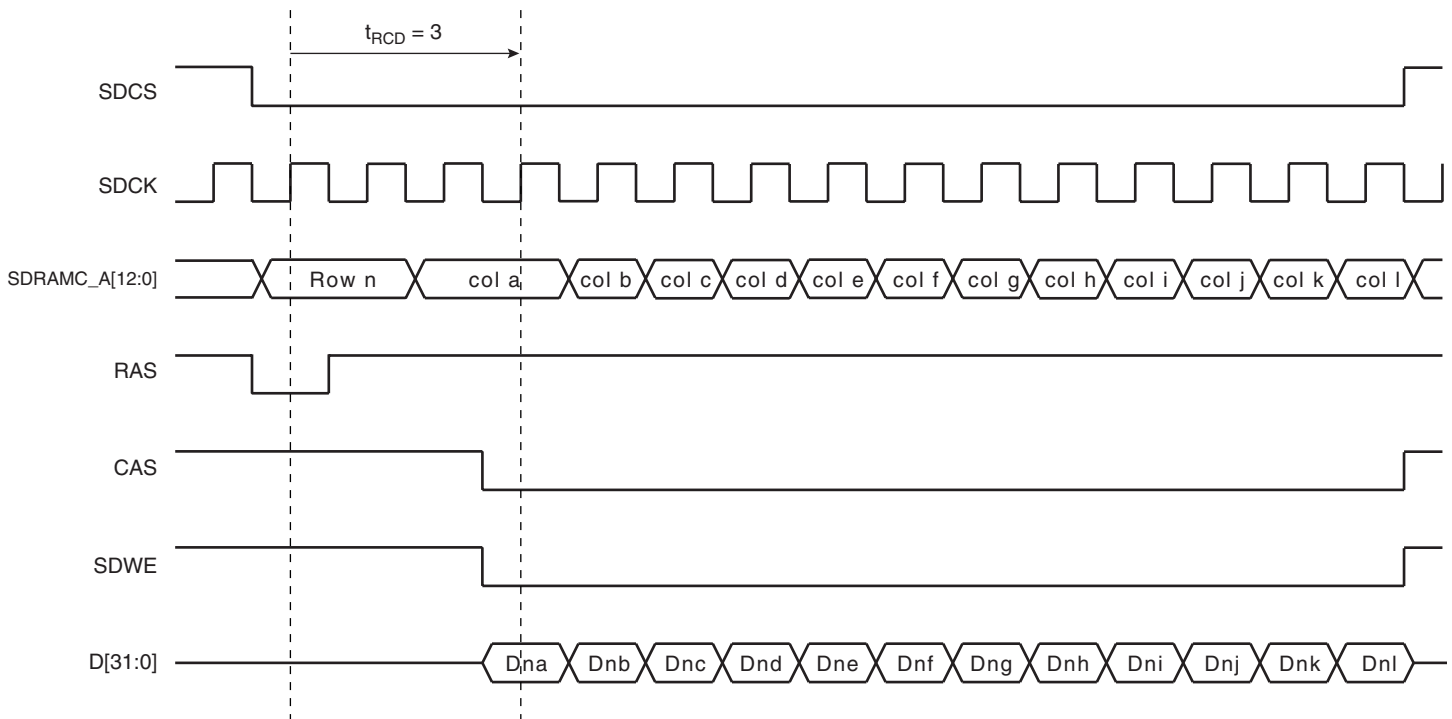 tRCD = 3
SDCS
SDCK
SDRAMC_A[12:0]
Row n
col a
col b
col c
col d
col e
col f
col g
col h
col i
col j
col k
col l
RAS
CAS
SDWE
D[31:0]
Dna
Dnb
Dnc
Dnd
Dne
Dnf
Dng
Dnh
Dni
Dnj
Dnk
Dnl